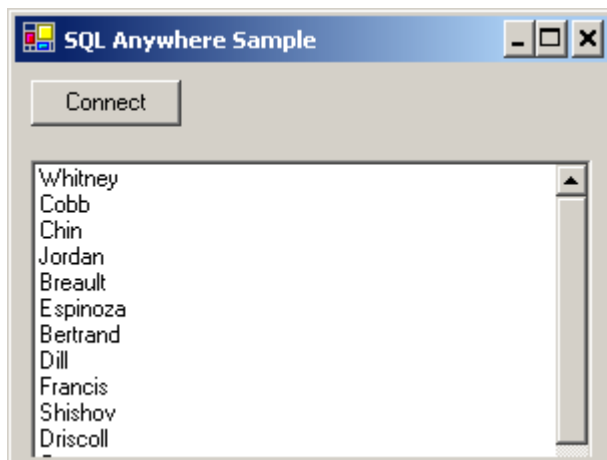 SQL Anywhere Sample
Connect
Whitney
Cobb
Chin
Jordan
Breault
Espinoza
Bertrand
Dill
Francis
Shishov
Driscoll